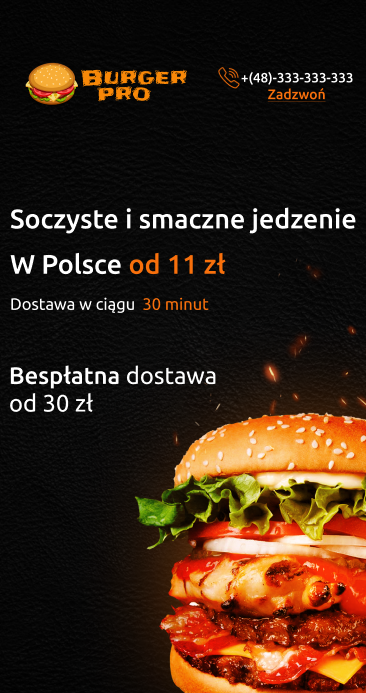 BURGER
PRO
+(48)-333-333-333
Zadzwoń
Soczyste i smaczne jedzenie
W Polsce od 11 zł
Dostawa w ciągu 30 minut
Bespłatna dostawa
od 30 zł